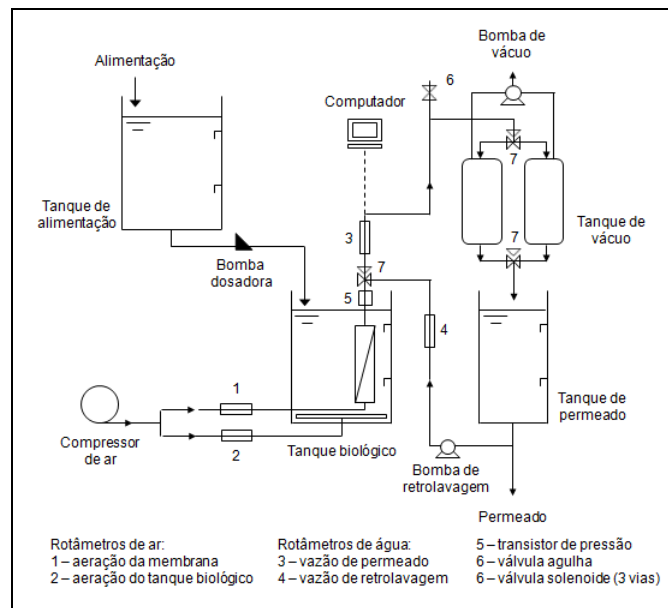 Bomba de
vácuo
Alimentação
6
Computador
7
Tanque de
alimentação
Tanque de
vácuo
3
7
Bomba
dosadora
7
5
4
1
Tanque de
permeado
Compressor
de ar
2
Tanque biológico
Bomba de
retrolavagem
Permeado
Rotâmetros de ar:
1 – aeração da membrana
2 – aeração do tanque biológico
Rotâmetros de água:
3 – vazão de permeado
4 – vazão de retrolavagem
5 – transistor de pressão
6 – válvula agulha
6 – válvula solenoide (3 vias)